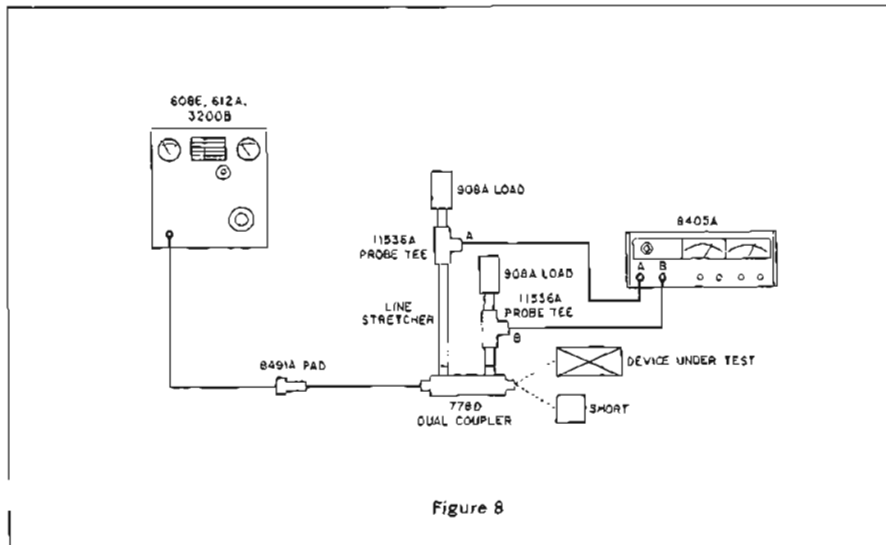 608E, 612A,
3200B
908A LOAD
11536A
PROBE TEE
A
8405A
A B
908A LOAD
11536A
PROBE TEE
B
LINE
STRETCHER
8491A PAD
778D
DUAL COUPLER
DEVICE UNDER TEST
SHORT
Figure 8